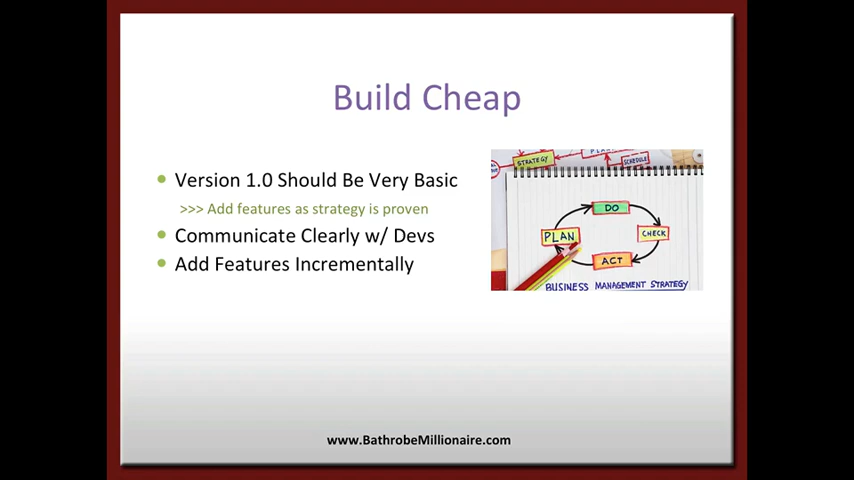 Build Cheap
Version 1.0 Should Be Very Basic
>>> Add features as strategy is proven
Communicate Clearly w/ Devs
Add Features Incrementally
STRATEGY
SCHEDULE
DO
PLAN
CHECK
ACT
BUSINESS MANAGEMENT STRATEGY
www.BathrobeMillionaire.com